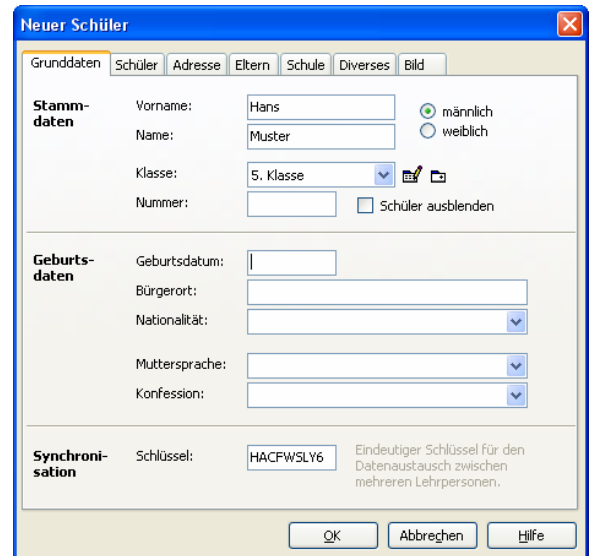 Neuer Schüler
Grunddaten Schüler Adresse Eltern Schule Diverses Bild
Stamm-
daten
Vorname: Hans
männlich
Name: Muster
weiblich
Klasse: 5. Klasse
Nummer:
Schüler ausblenden
Geburts-
daten
Geburtsdatum:
Bürgerort:
Nationalität:
Muttersprache:
Konfession:
Synchroni-
sation
Schlüssel: HACFWSLY6
Eindeutiger Schlüssel für den
Datenaustausch zwischen
mehreren Lehrpersonen.
OK Abbrechen Hilfe